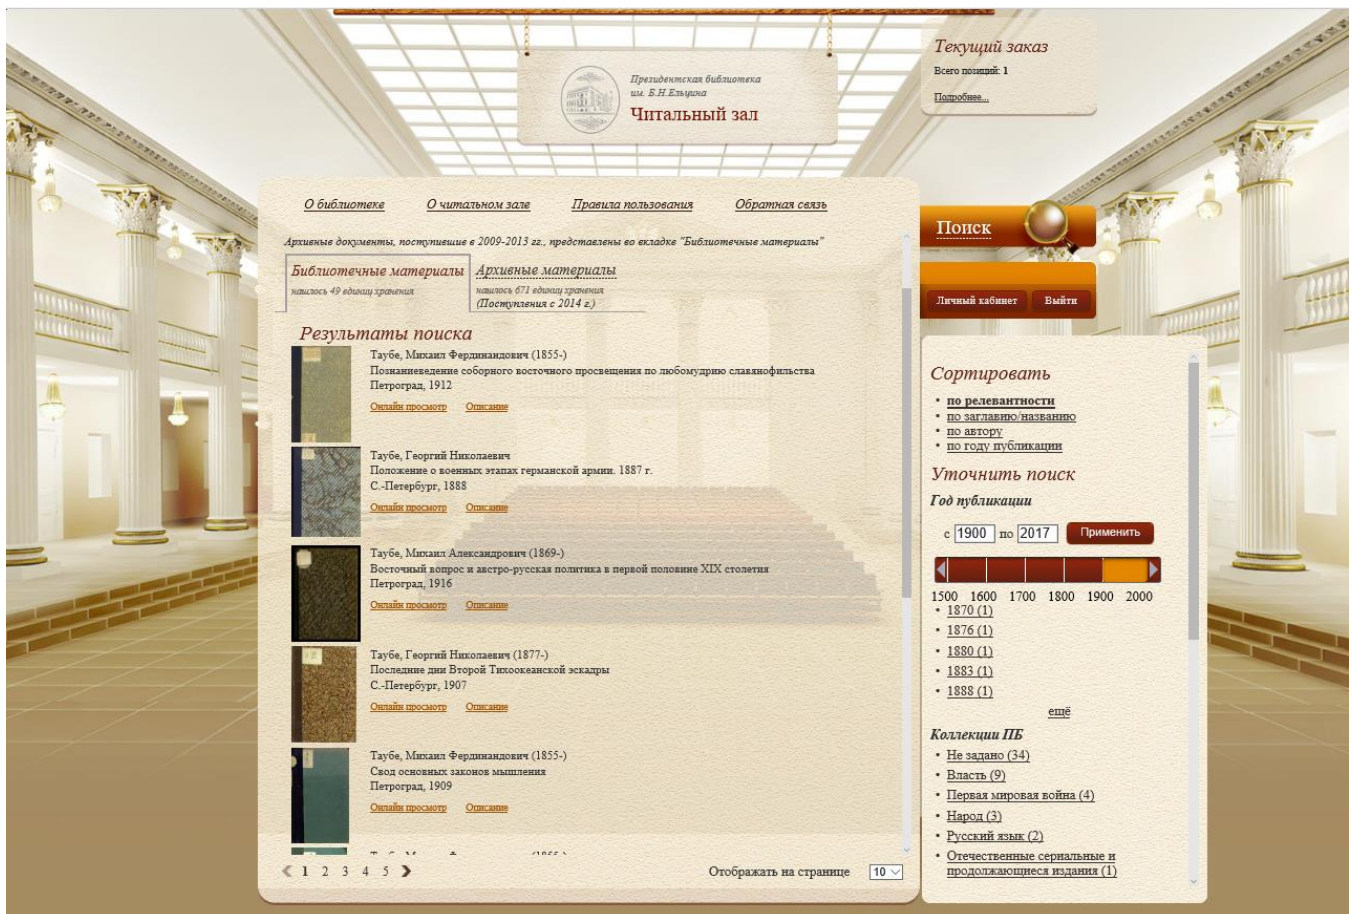 Президентская библиотека
им. Б.Н.Ельцина
Читальный зал
Текущий заказ
Всего позиций: 1
Подробнее...
О библиотеке О читальном зале Правила пользования Обратная связь
Архивные документы, поступившие в 2009-2013 гг., представлены во вкладке "Библиотечные материалы"
Библиотечные материалы
нашлось 49 единиц хранения
Архивные материалы
нашлось 671 единиц хранения
(Поступления с 2014 г.)
Результаты поиска
Таубе, Михаил Фердинандович (1855-)
Познаниеведение соборного восточного просвещения по любомудрию славянофильства
Петроград, 1912
Онлайн просмотр Описание
Таубе, Георгий Николаевич
Положение о военных этапах германской армии. 1887 г.
С.-Петербург, 1888
Онлайн просмотр Описание
Таубе, Михаил Александрович (1869-)
Восточный вопрос и австро-русская политика в первой половине XIX столетия
Петроград, 1916
Онлайн просмотр Описание
Таубе, Георгий Николаевич (1877-)
Последние дни Второй Тихоокеанской эскадры
С.-Петербург, 1907
Онлайн просмотр Описание
Таубе, Михаил Фердинандович (1855-)
Свод основных законов мышления
Петроград, 1909
Онлайн просмотр Описание
1 2 3 4 5
Отображать на странице 10
Поиск
Личный кабинет Выйти
Сортировать
• по релевантности
• по заглавию/названию
• по автору
• по году публикации
Уточнить поиск
Год публикации
с 1900 по 2017 Применить
1500 1600 1700 1800 1900 2000
• 1870 (1)
• 1876 (1)
• 1880 (1)
• 1883 (1)
• 1888 (1)
ещё
Коллекции ПБ
• Не задано (34)
• Власть (9)
• Первая мировая война (4)
• Народ (3)
• Русский язык (2)
• Отечественные сериальные и
продолжающиеся издания (1)